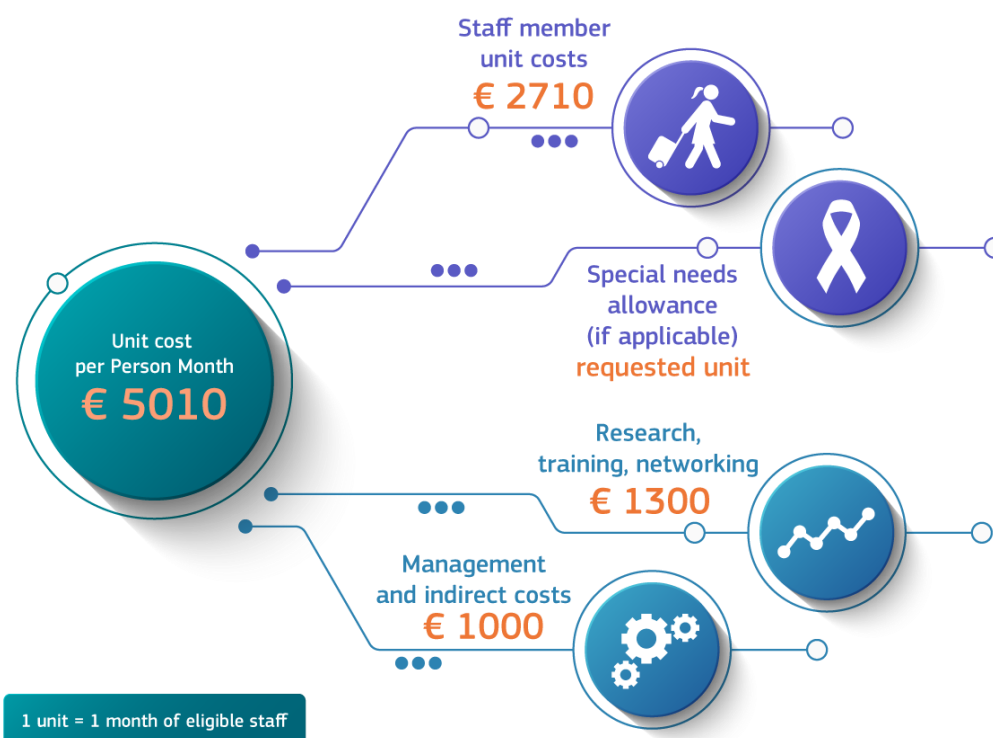 Staff member
unit costs
€ 2710
Special needs
allowance
(if applicable)
requested unit
Unit cost
per Person Month
€ 5010
Research,
training, networking
€ 1300
Management
and indirect costs
€ 1000
1 unit = 1 month of eligible staff